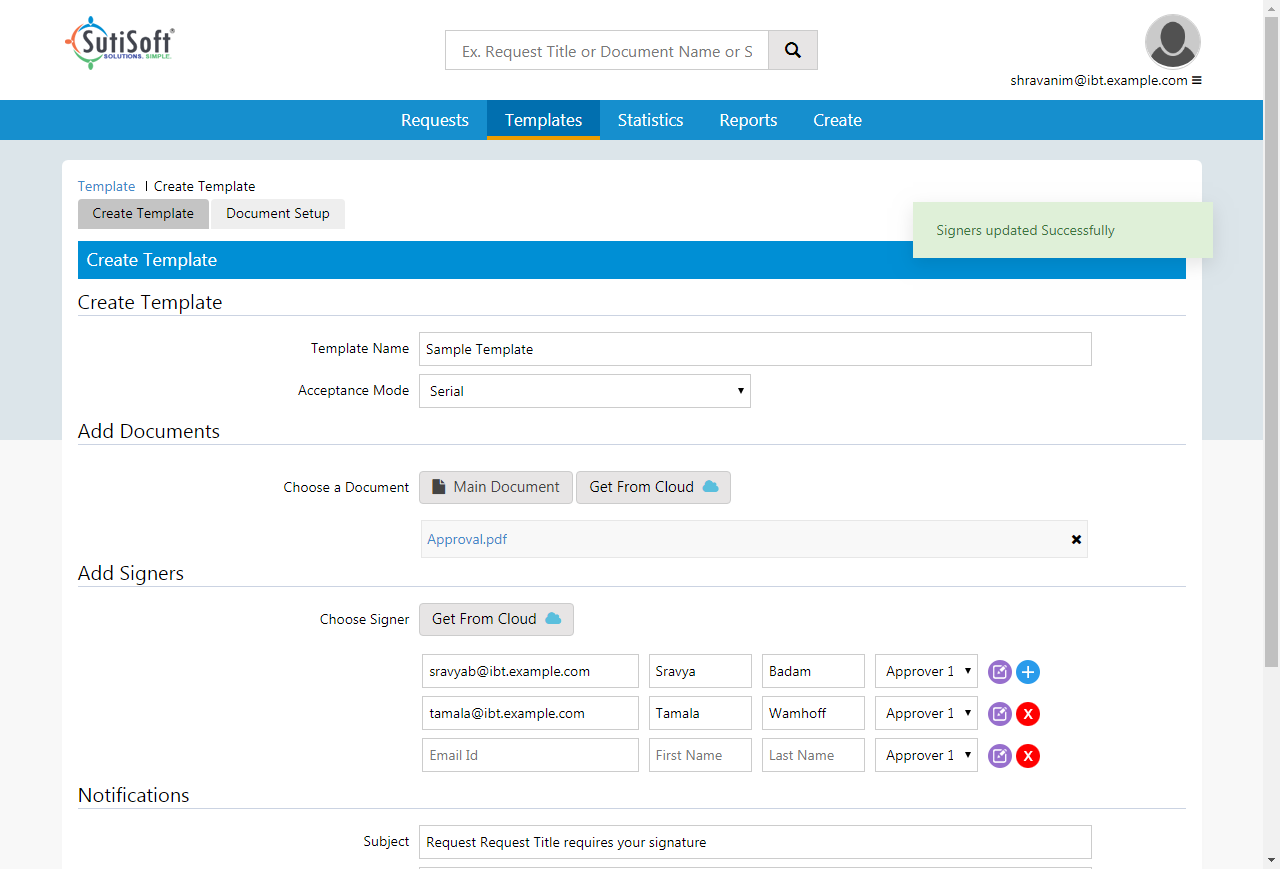 SutiSoft®
SOLUTIONS. SIMPLE.
Ex. Request Title or Document Name or S
shravanim@ibt.example.com
Requests Templates Statistics Reports Create
Template | Create Template
Create Template Document Setup
Signers updated Successfully
Create Template
Create Template
Template Name Sample Template
Acceptance Mode Serial
Add Documents
Choose a Document Main Document Get From Cloud
Approval.pdf
Add Signers
Choose Signer Get From Cloud
sravyab@ibt.example.com Sravya Badam Approver 1
tamala@ibt.example.com Tamala Wamhoff Approver 1 X
Email Id First Name Last Name Approver 1 X
Notifications
Subject Request Request Title requires your signature